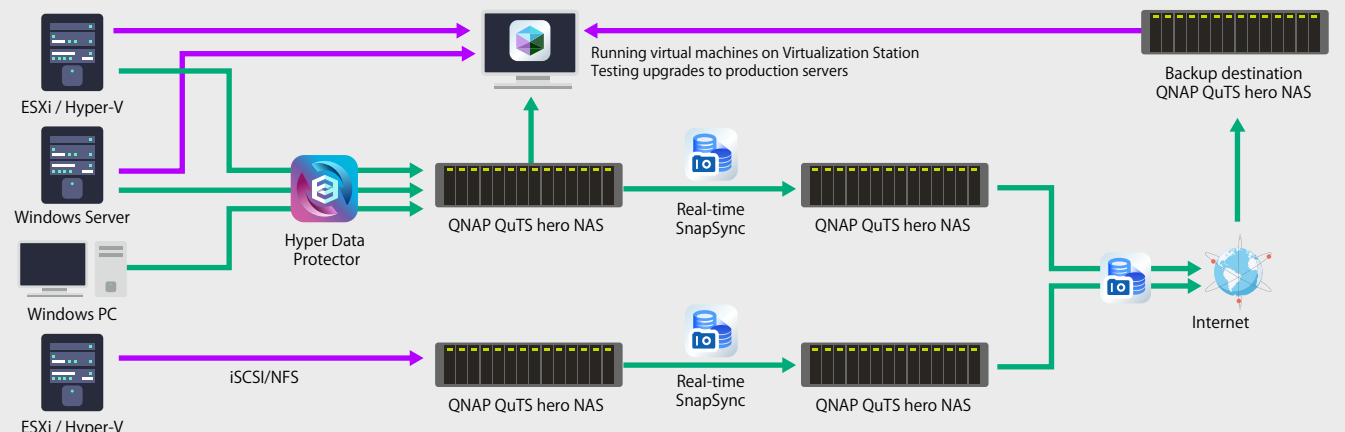 Running virtual machines on Virtualization Station
Testing upgrades to production servers
Backup destination
QNAP QuTS hero NAS
ESXi / Hyper-V
Windows Server
Hyper Data
Protector
QNAP QuTS hero NAS
Real-time
SnapSync
QNAP QuTS hero NAS
Windows PC
Internet
iSCSI/NFS
QNAP QuTS hero NAS
Real-time
SnapSync
QNAP QuTS hero NAS
ESXi / Hyper-V